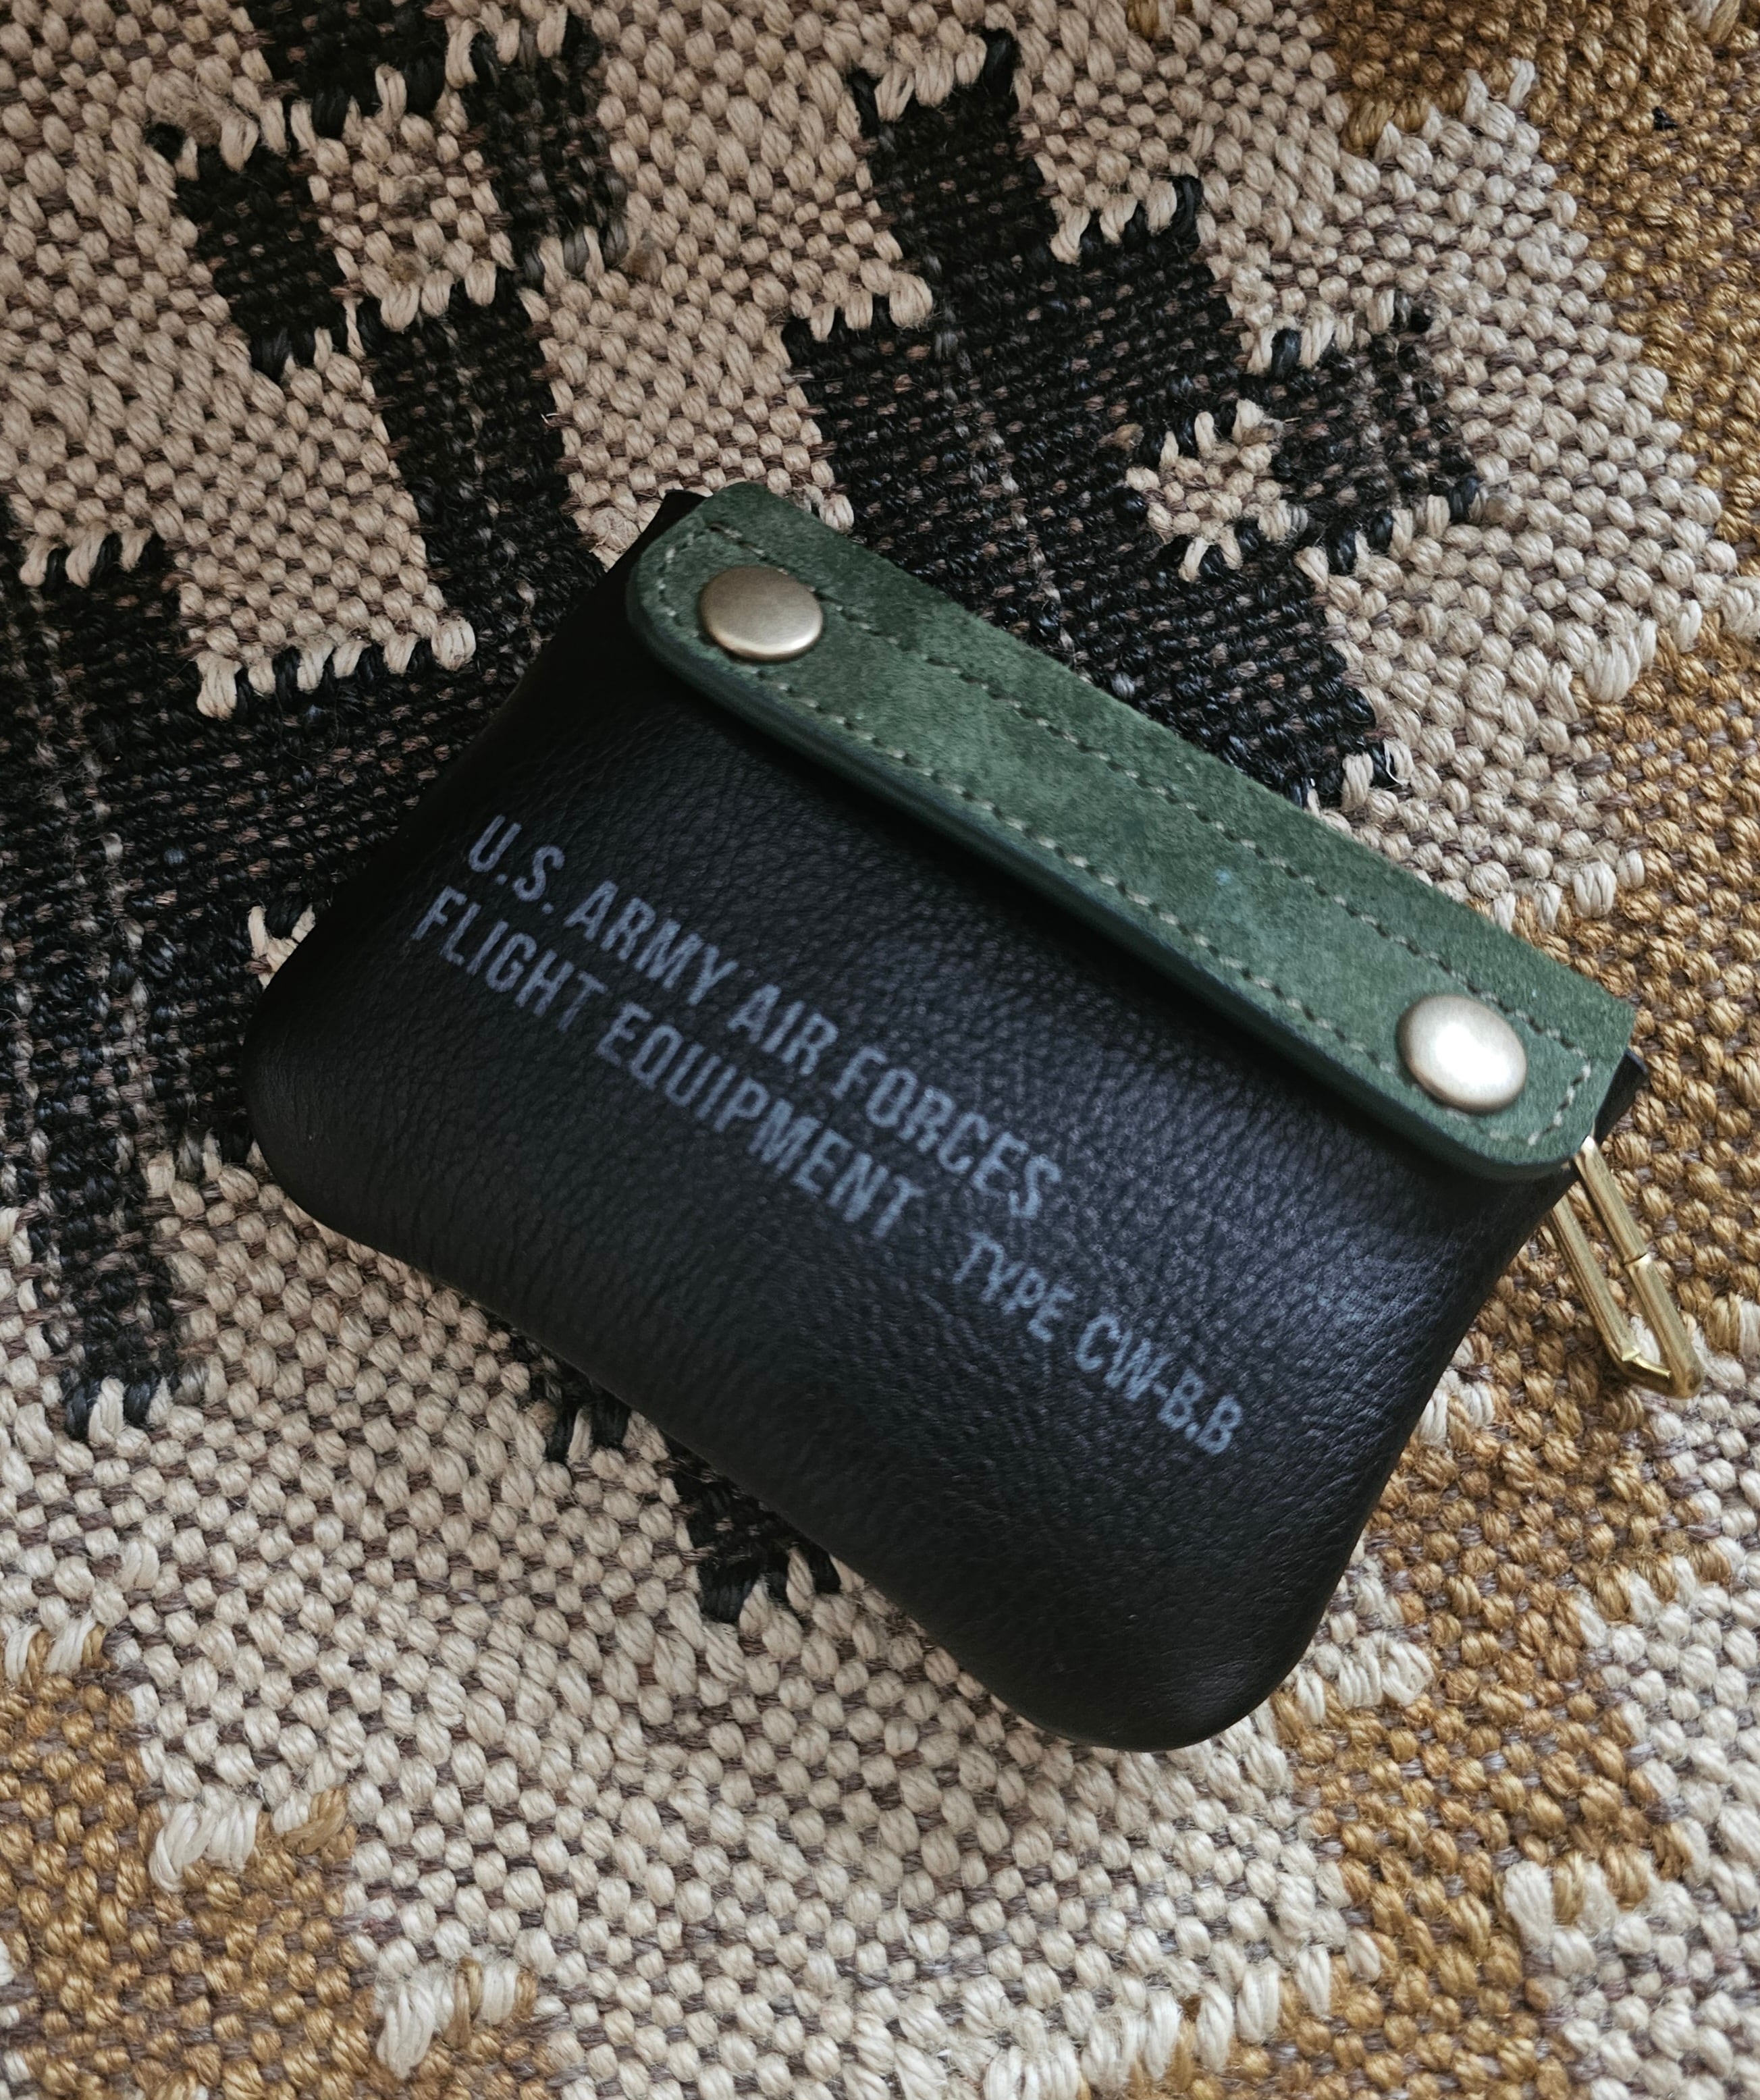 U.S. ARMY AIR FORCES
FLIGHT EQUIPMENT TYPE CW-B.B